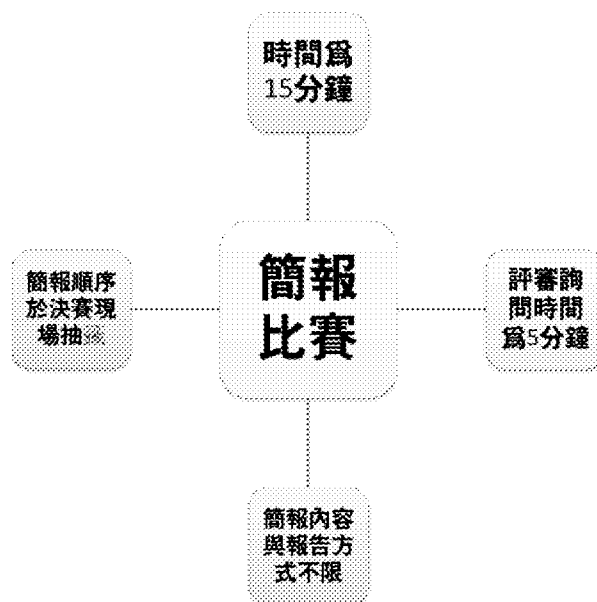 時間爲
15分鐘
簡報
比賽
簡報順序
於決賽現
場抽
評審詢
問時間
爲5分鐘
簡報內容
與報告方
式不限